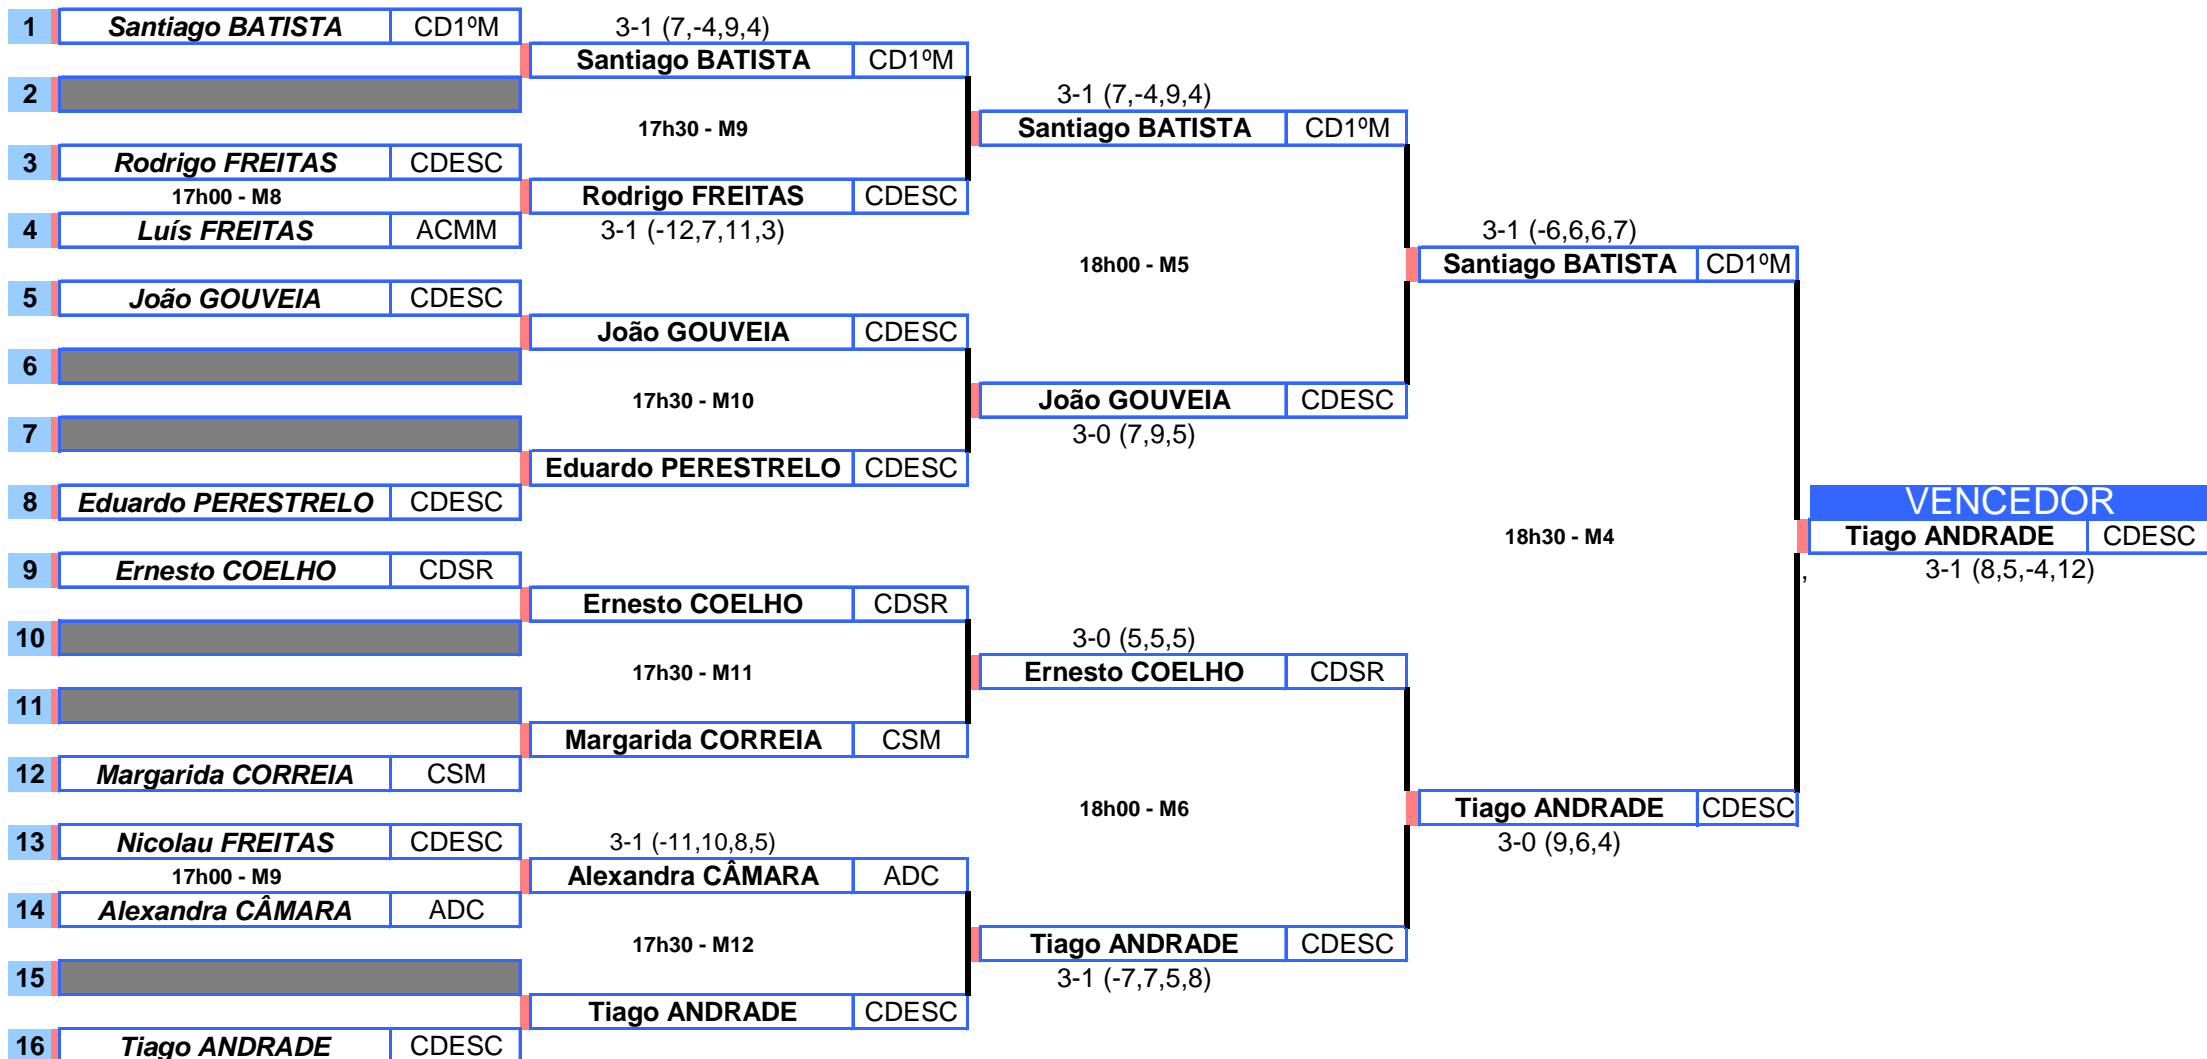 1 Santiago BATISTA CD1ºM 3-1 (7,-4,9,4)
Santiago BATISTA CD1ºM
2 3-1 (7,-4,9,4)
17h30 - M9 Santiago BATISTA CD1ºM
3 Rodrigo FREITAS CDESC
17h00 - M8 Rodrigo FREITAS CDESC
4 Luís FREITAS ACMM 3-1 (-12,7,11,3) 3-1 (-6,6,6,7)
18h00 - M5 Santiago BATISTA CD1ºM
5 João GOUVEIA CDESC
João GOUVEIA CDESC
6
17h30 - M10 João GOUVEIA CDESC
7 3-0 (7,9,5)
Eduardo PERESTRELO CDESC
8 Eduardo PERESTRELO CDESC VENCEDOR
18h30 - M4 Tiago ANDRADE CDESC
9 Ernesto COELHO CDSR , 3-1 (8,5,-4,12)
Ernesto COELHO CDSR
10 3-0 (5,5,5)
17h30 - M11 Ernesto COELHO CDSR
11
Margarida CORREIA CSM
12 Margarida CORREIA CSM
18h00 - M6 Tiago ANDRADE CDESC
13 Nicolau FREITAS CDESC 3-1 (-11,10,8,5) 3-0 (9,6,4)
17h00 - M9 Alexandra CÂMARA ADC
14 Alexandra CÂMARA ADC
17h30 - M12 Tiago ANDRADE CDESC
15 3-1 (-7,7,5,8)
Tiago ANDRADE CDESC
16 Tiago ANDRADE CDESC